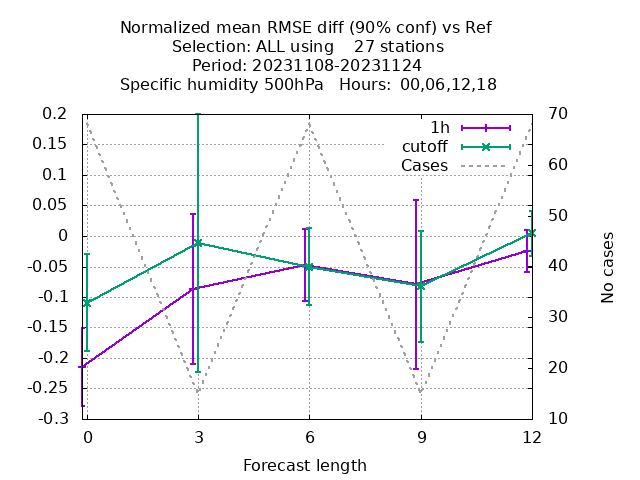 Normalized mean RMSE diff (90% conf) vs Ref
Selection: ALL using    27 stations
Period: 20231108-20231124
Specific humidity 500hPa   Hours:  00,06,12,18
0.2
0.15
0.1
0.05
0
-0.05
-0.1
-0.15
-0.2
-0.25
-0.3
1h
cutoff
Cases
70
60
50
40
30
20
10
No cases
0
3
6
9
12
Forecast length